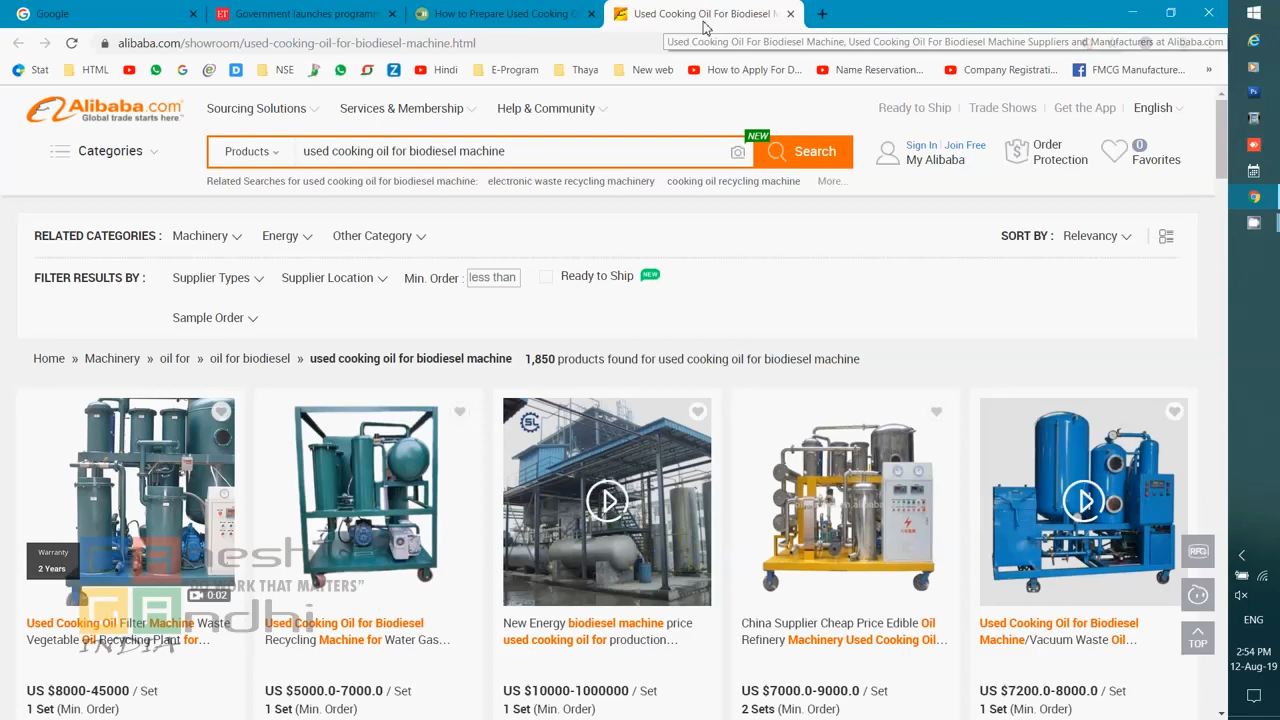 Google
Government launches programm
How to Prepare Used Cooking O
Used Cooking Oil For Biodiesel M
alibaba.com/showroom/used-cooking-oil-for-biodiesel-machine.html
Used Cooking Oil For Biodiesel Machine, Used Cooking Oil For Biodiesel Machine Suppliers and Manufacturers at Alibaba.com
Stat HTML NSE Hindi E-Program Thaya New web How to Apply For D... Name Reservation... Company Registrati... FMCG Manufacture... »
Alibaba.com
Global trade starts here.™
Sourcing Solutions Services & Membership Help & Community
Ready to Ship Trade Shows Get the App English
Categories
Products used cooking oil for biodiesel machine NEW Search
Sign In Join Free
My Alibaba
Order
Protection
0
Favorites
Related Searches for used cooking oil for biodiesel machine: electronic waste recycling machinery cooking oil recycling machine More...
RELATED CATEGORIES : Machinery Energy Other Category
SORT BY : Relevancy
FILTER RESULTS BY : Supplier Types Supplier Location Min. Order : less than Ready to Ship NEW
Sample Order
Home » Machinery » oil for » oil for biodiesel » used cooking oil for biodiesel machine 1,850 products found for used cooking oil for biodiesel machine
SL
Warranty
2 Years
0:02
Ganesh
"DO WORK THAT MATTERS"
Gandhi
INDIA
RFQ
TOP
Used Cooking Oil Filter Machine Waste
Vegetable Oil Recycling Plant for...
US $8000-45000 / Set
1 Set (Min. Order)
Used Cooking Oil for Biodiesel
Recycling Machine for Water Gas...
US $5000.0-7000.0 / Set
1 Set (Min. Order)
New Energy biodiesel machine price
used cooking oil for production...
US $10000-1000000 / Set
1 Set (Min. Order)
China Supplier Cheap Price Edible Oil
Refinery Machinery Used Cooking Oil...
US $7000.0-9000.0 / Set
2 Sets (Min. Order)
Used Cooking Oil for Biodiesel
Machine/Vacuum Waste Oil...
US $7200.0-8000.0 / Set
1 Set (Min. Order)
ENG
2:54 PM
12-Aug-19